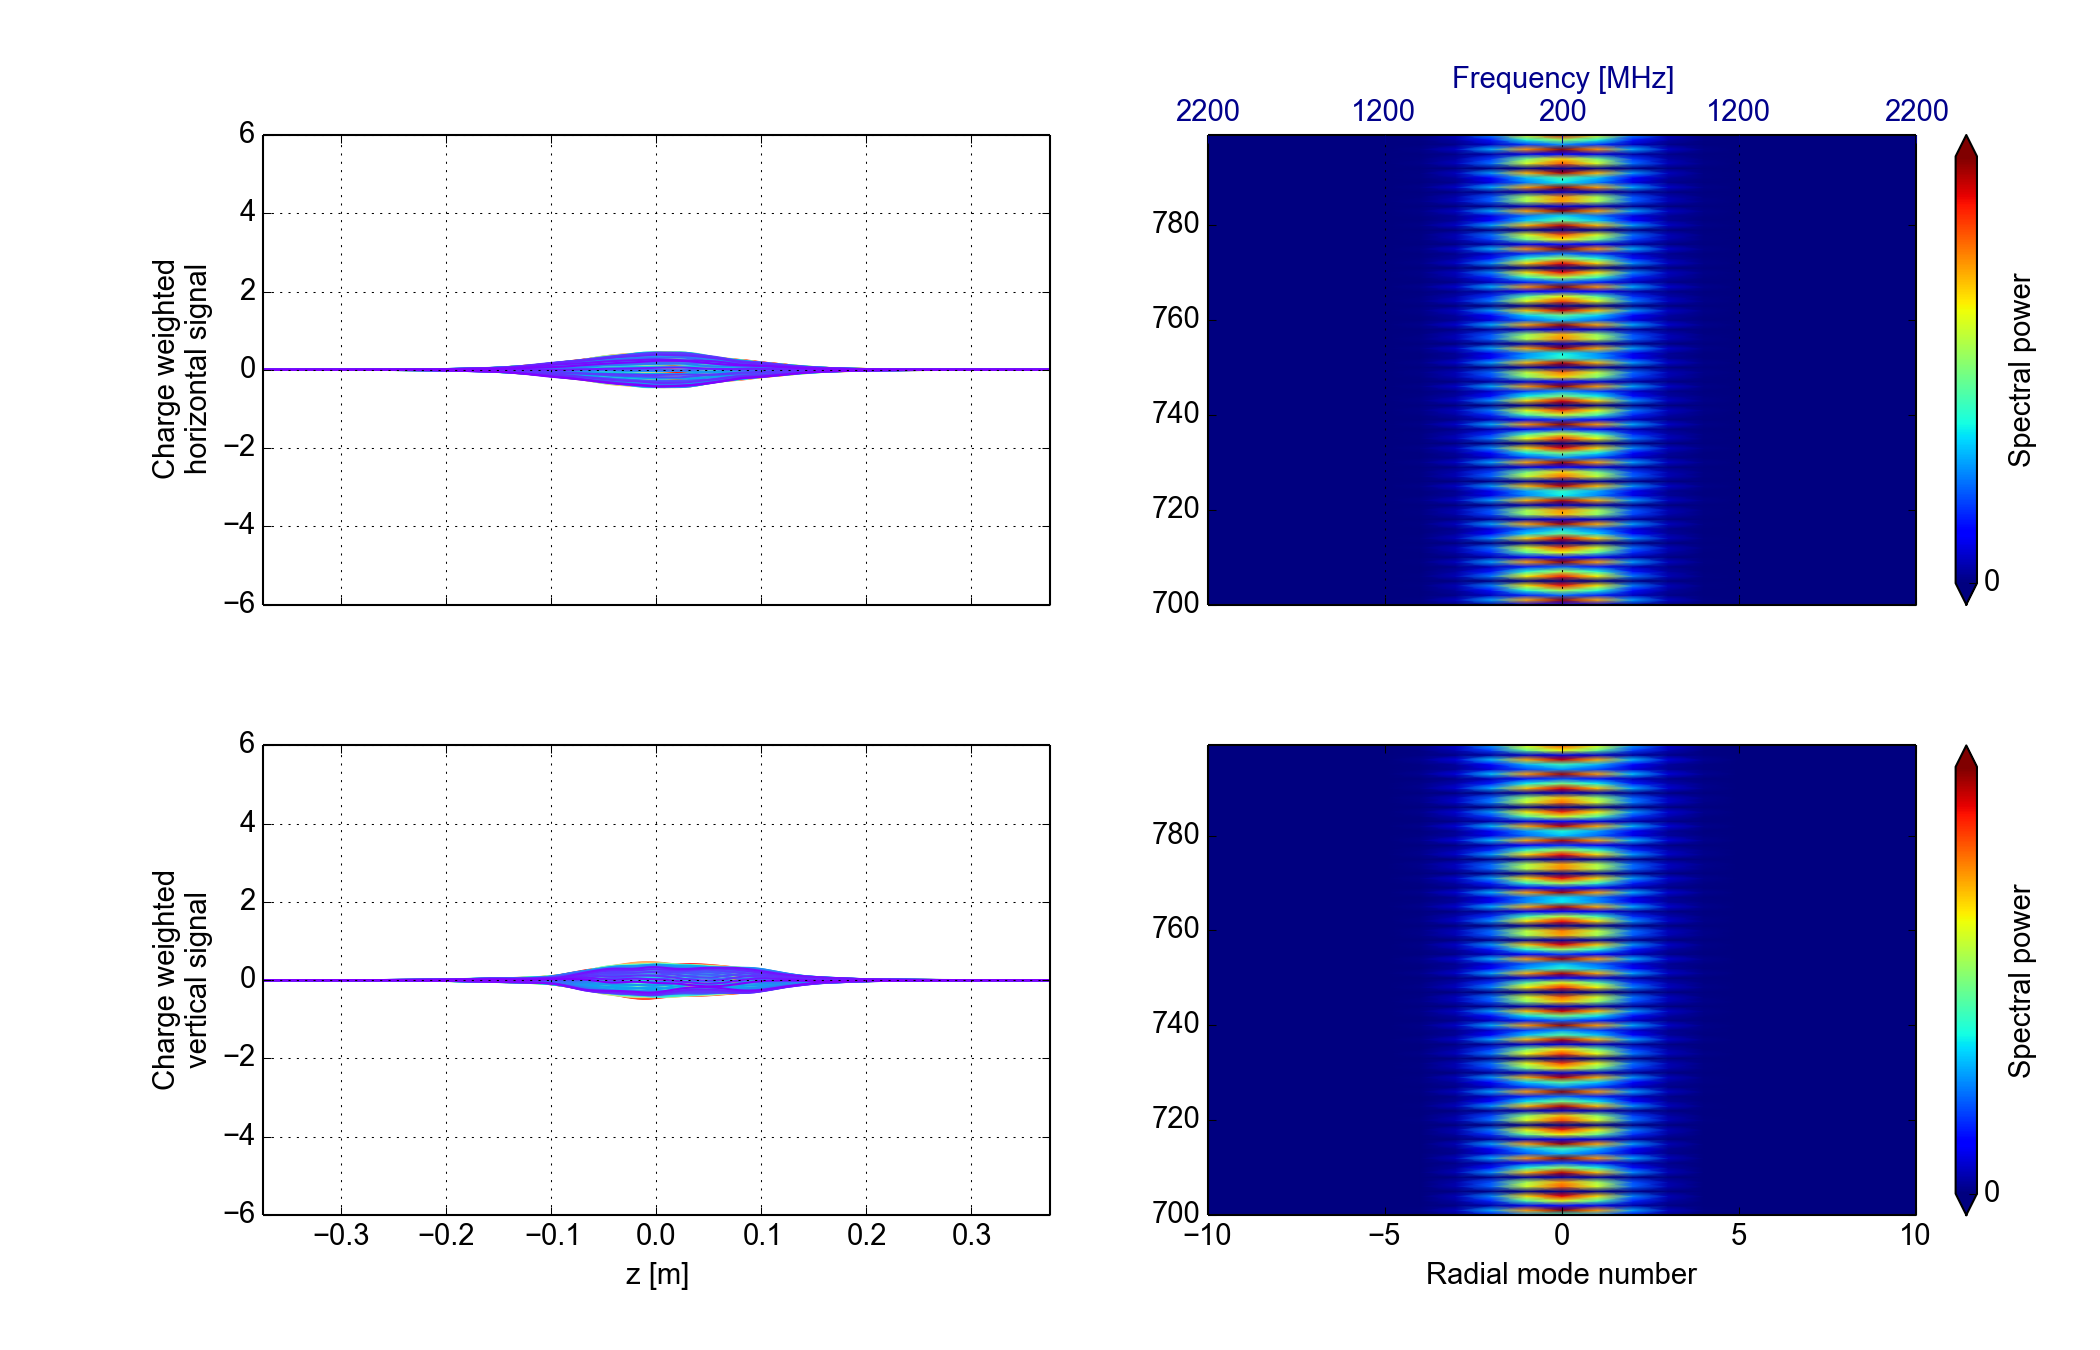 Frequency [MHz]
2200 1200 200 1200 2200
6
4
2
0
−2
−4
−6
Charge weighted
horizontal signal
780
760
740
720
700
0
Spectral power
6
4
2
0
−2
−4
−6
Charge weighted
vertical signal
−0.3 −0.2 −0.1 0.0 0.1 0.2 0.3
z [m]
780
760
740
720
700
−10 −5 0 5 10
Radial mode number
0
Spectral power